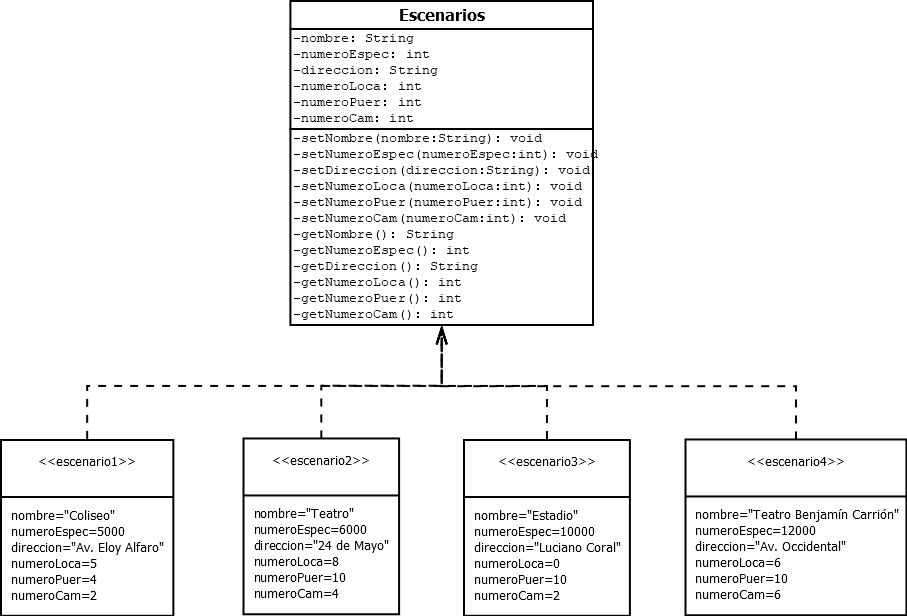 Escenarios
-nombre: String
-numeroEspec: int
-direccion: String
-numeroLoca: int
-numeroPuer: int
-numeroCam: int
-setNombre(nombre:String): void
-setNumeroEspec(numeroEspec:int): void
-setDireccion(direccion:String): void
-setNumeroLoca(numeroLoca:int): void
-setNumeroPuer(numeroPuer:int): void
-setNumeroCam(numeroCam:int): void
-getNombre(): String
-getNumeroEspec(): int
-getDireccion(): String
-getNumeroLoca(): int
-getNumeroPuer(): int
-getNumeroCam(): int
<<escenario1>>
nombre="Coliseo"
numeroEspec=5000
direccion="Av. Eloy Alfaro"
numeroLoca=5
numeroPuer=4
numeroCam=2
<<escenario2>>
nombre="Teatro"
numeroEspec=6000
direccion="24 de Mayo"
numeroLoca=8
numeroPuer=10
numeroCam=4
<<escenario3>>
nombre="Estadio"
numeroEspec=10000
direccion="Luciano Coral"
numeroLoca=0
numeroPuer=10
numeroCam=2
<<escenario4>>
nombre="Teatro Benjamín Carrión"
numeroEspec=12000
direccion="Av. Occidental"
numeroLoca=6
numeroPuer=10
numeroCam=6